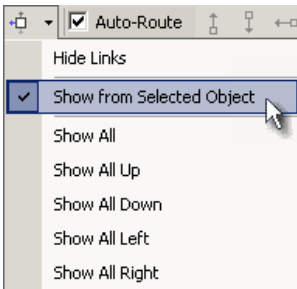 Auto-Route
Hide Links
Show from Selected Object
Show All
Show All Up
Show All Down
Show All Left
Show All Right